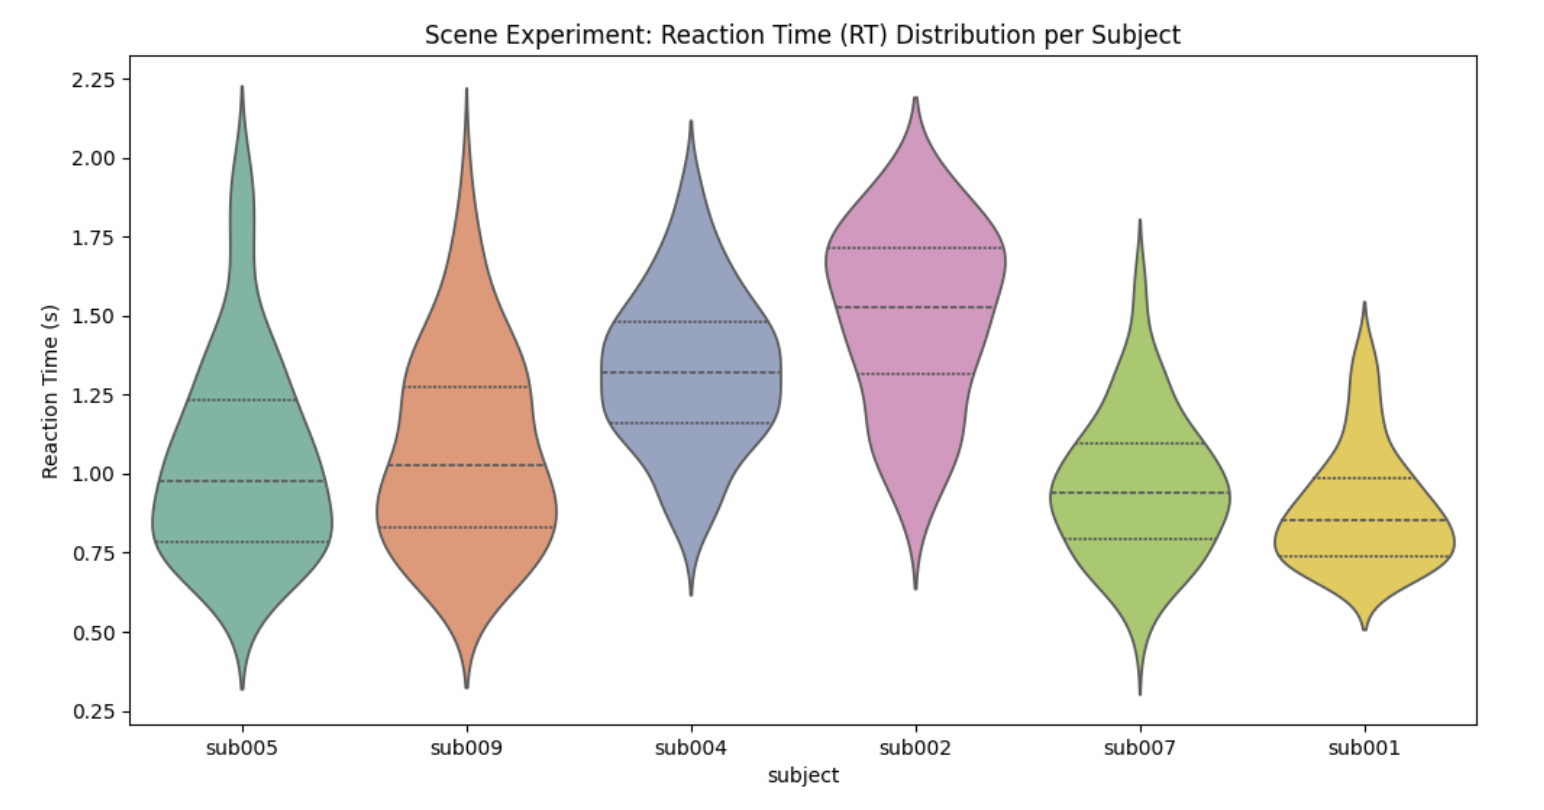 Scene Experiment: Reaction Time (RT) Distribution per Subject
Reaction Time (s)
2.25
2.00
1.75
1.50
1.25
1.00
0.75
0.50
0.25
sub005 sub009 sub004 sub002 sub007 sub001
subject